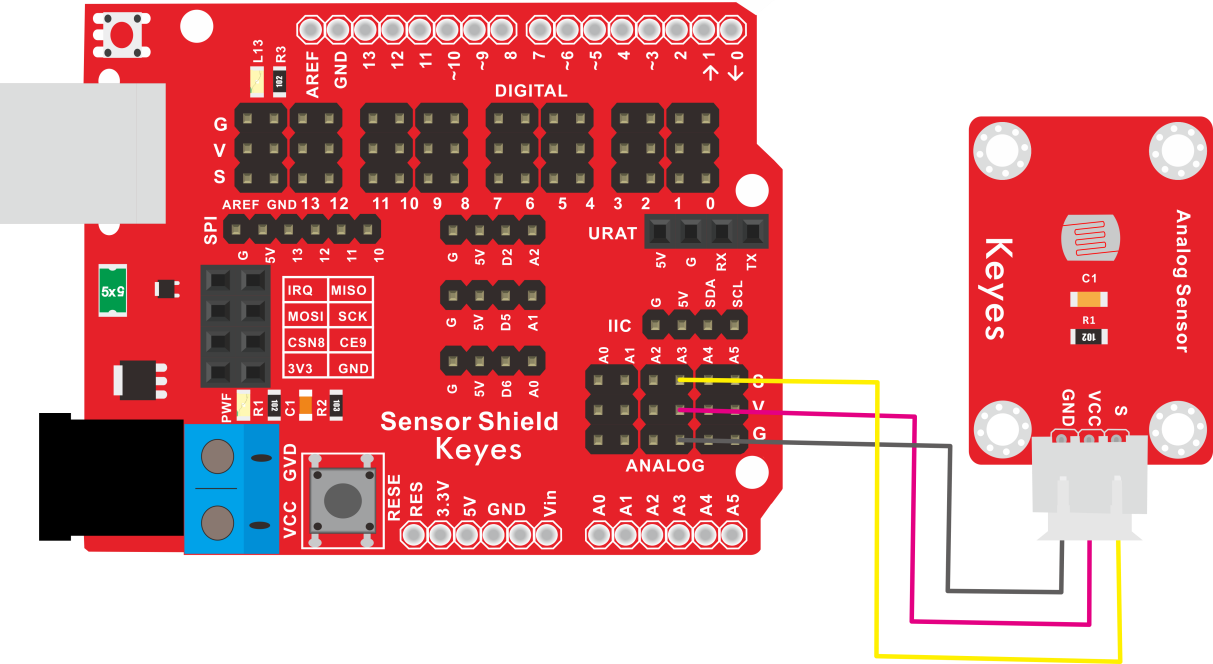 L13
R3
102
AREF
GND
13
12
11
~10
~9
8
7
~6
~5
4
~3
2
→1
←0
DIGITAL
G
V
S
AREF GND 13 12 11 10 9 8 7 6 5 4 3 2 1 0
SPI
G 5V 13 12 11 10
G 5V D2 A2
URAT
5V G RX TX
5x5
IRQ MISO
MOSI SCK
CSN8 CE9
3V3 GND
G 5V D5 A1
G 5V SDA SCL
IIC
G 5V D6 A0
A0 A1 A2 A3 A4 A5
V
G
ANALOG
PWF
R1
102
C1
R2
103
Sensor Shield
Keyes
GVD
VCC
RESE
RES 3.3V 5V GND Vin
A0 A1 A2 A3 A4 A5
Keyes
Analog Sensor
C1
R1
102
GND VCC S